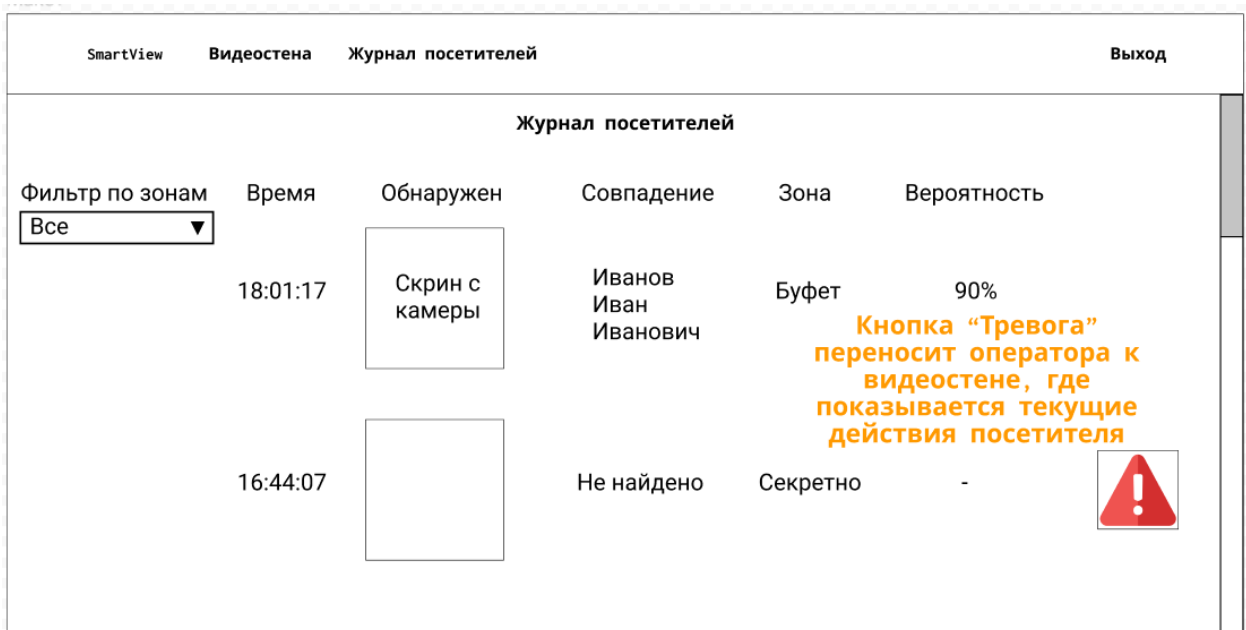 SmartView Видеостена Журнал посетителей Выход
Журнал посетителей
Фильтр по зонам Время Обнаружен Совпадение Зона Вероятность
Все
18:01:17
Скрин с
камеры
Иванов
Иван
Иванович
Буфет
90%
Кнопка “Тревога”
переносит оператора к
видеостене, где
показывается текущие
действия посетителя
16:44:07 Не найдено Секретно -